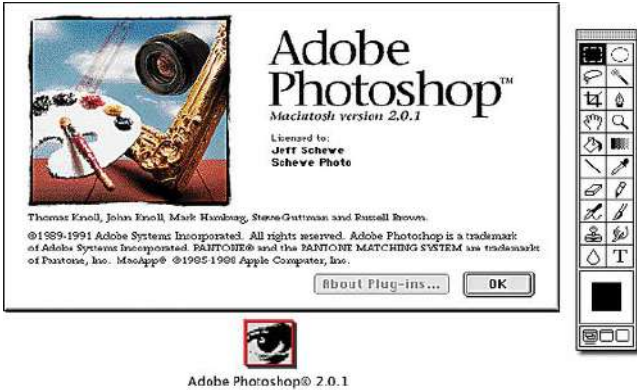 Adobe
Photoshop™
Macintosh version 2.0.1
Licensed to:
Jeff Schewe
Schewe Photo
Thomas Knoll, John Knoll, Mark Hamburg, Steve Guttman and Russell Brown.
©1989-1991 Adobe Systems Incorporated. All rights reserved. Adobe Photoshop is a trademark
of Adobe Systems Incorporated. PANTONE® and the PANTONE MATCHING SYSTEM are trademarks
of Pantone, Inc. MacApp® ©1985-1988 Apple Computer, Inc.
About Plug-ins... OK
T
Adobe Photoshop® 2.0.1